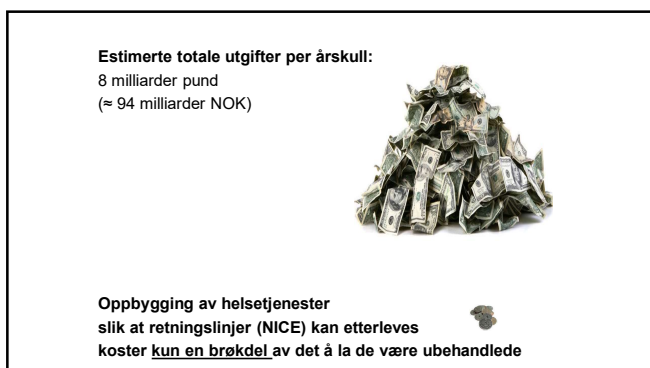 Estimerte totale utgifter per årskull:
8 milliarder pund
(≈ 94 milliarder NOK)
Oppbygging av helsetjenester
slik at retningslinjer (NICE) kan etterleves
koster kun en brøkdel av det å la de være ubehandlede